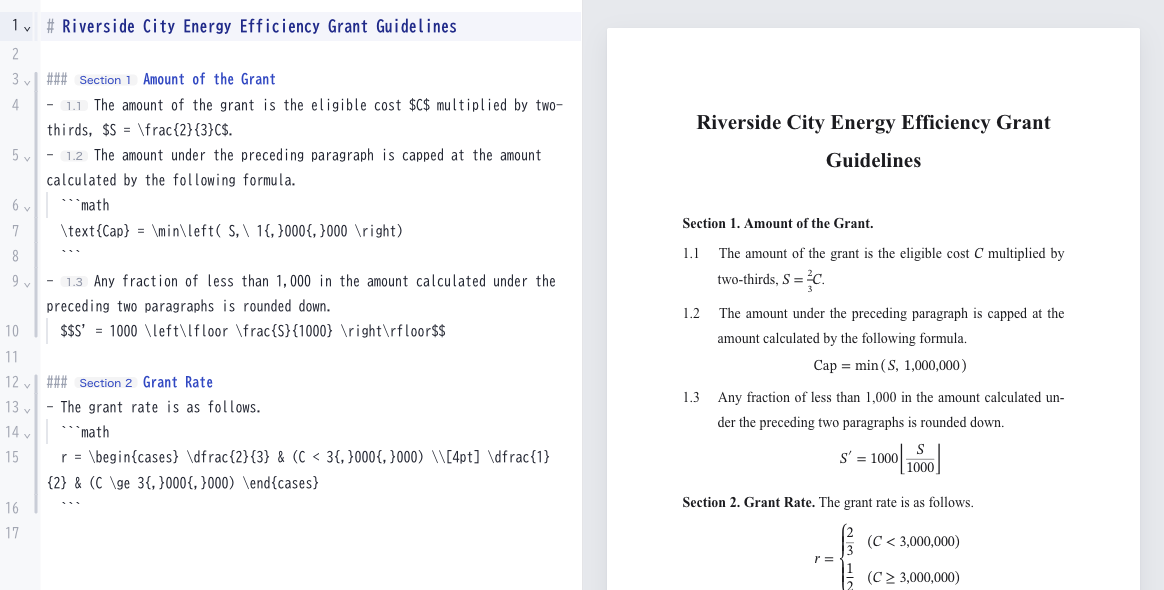 1 # Riverside City Energy Efficiency Grant Guidelines
2
3 ### Section 1 Amount of the Grant
4 - 1.1 The amount of the grant is the eligible cost $C$ multiplied by two-
thirds, $S = \frac{2}{3}C$.
5 - 1.2 The amount under the preceding paragraph is capped at the amount
calculated by the following formula.
6 ```math
7 \text{Cap} = \min\left( S,\ 1{,}000{,}000 \right)
8 ```
9 - 1.3 Any fraction of less than 1,000 in the amount calculated under the
preceding two paragraphs is rounded down.
10 $$S' = 1000 \left\lfloor \frac{S}{1000} \right\rfloor$$
11
12 ### Section 2 Grant Rate
13 - The grant rate is as follows.
14 ```math
15 r = \begin{cases} \dfrac{2}{3} & (C < 3{,}000{,}000) \\[4pt] \dfrac{1}
{2} & (C \ge 3{,}000{,}000) \end{cases}
16 ```
17
Riverside City Energy Efficiency Grant
Guidelines
Section 1. Amount of the Grant.
1.1 The amount of the grant is the eligible cost C multiplied by
two-thirds, S = 2/3 C.
1.2 The amount under the preceding paragraph is capped at the
amount calculated by the following formula.
Cap = min( S, 1,000,000 )
1.3 Any fraction of less than 1,000 in the amount calculated un-
der the preceding two paragraphs is rounded down.
S′ = 1000 ⌊S/1000⌋
Section 2. Grant Rate. The grant rate is as follows.
r = { 2/3 (C < 3,000,000)
1/2 (C ≥ 3,000,000)